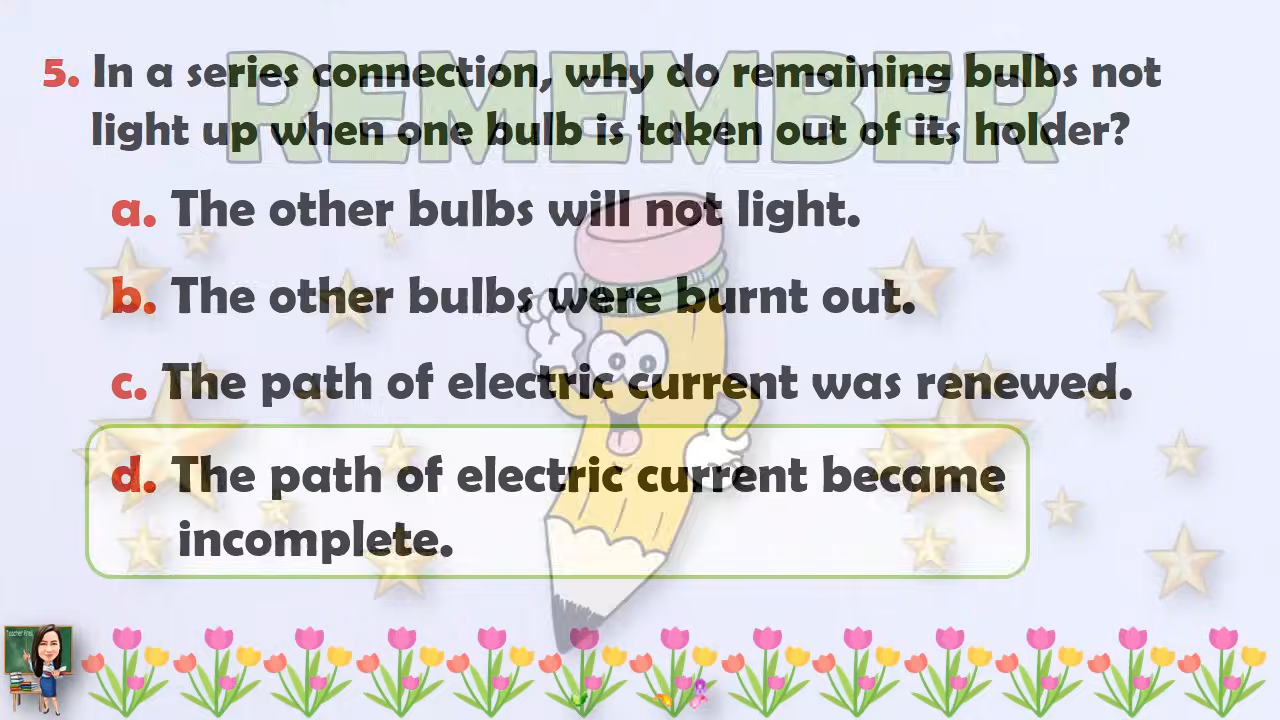 REMEMBER
5. In a series connection, why do remaining bulbs not
light up when one bulb is taken out of its holder?
a. The other bulbs will not light.
b. The other bulbs were burnt out.
c. The path of electric current was renewed.
d. The path of electric current became
incomplete.